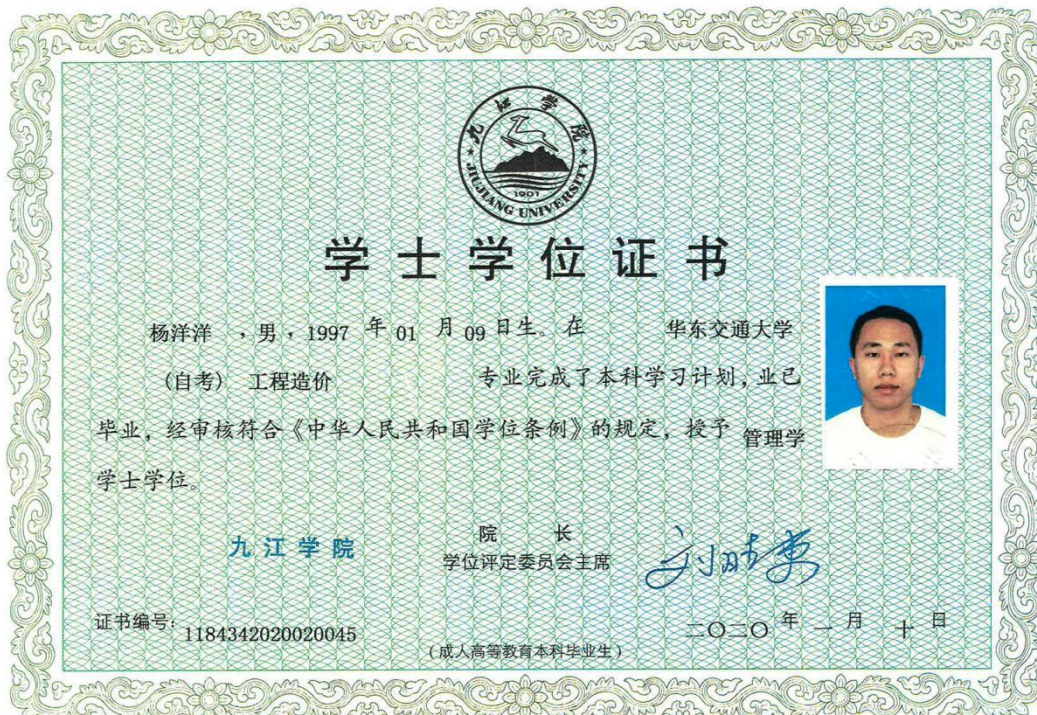 九江学院
JIUJIANG UNIVERSITY
1901
学士学位证书
杨洋洋 ，男，1997 年 01 月 09 日生。在 华东交通大学
（自考） 工程造价 专业完成了本科学习计划，业已
毕业，经审核符合《中华人民共和国学位条例》的规定，授予 管理学
学士学位。
九江学院
院 长
学位评定委员会主席
证书编号：1184342020020045
二〇二〇 年 一 月 十 日
（成人高等教育本科毕业生）